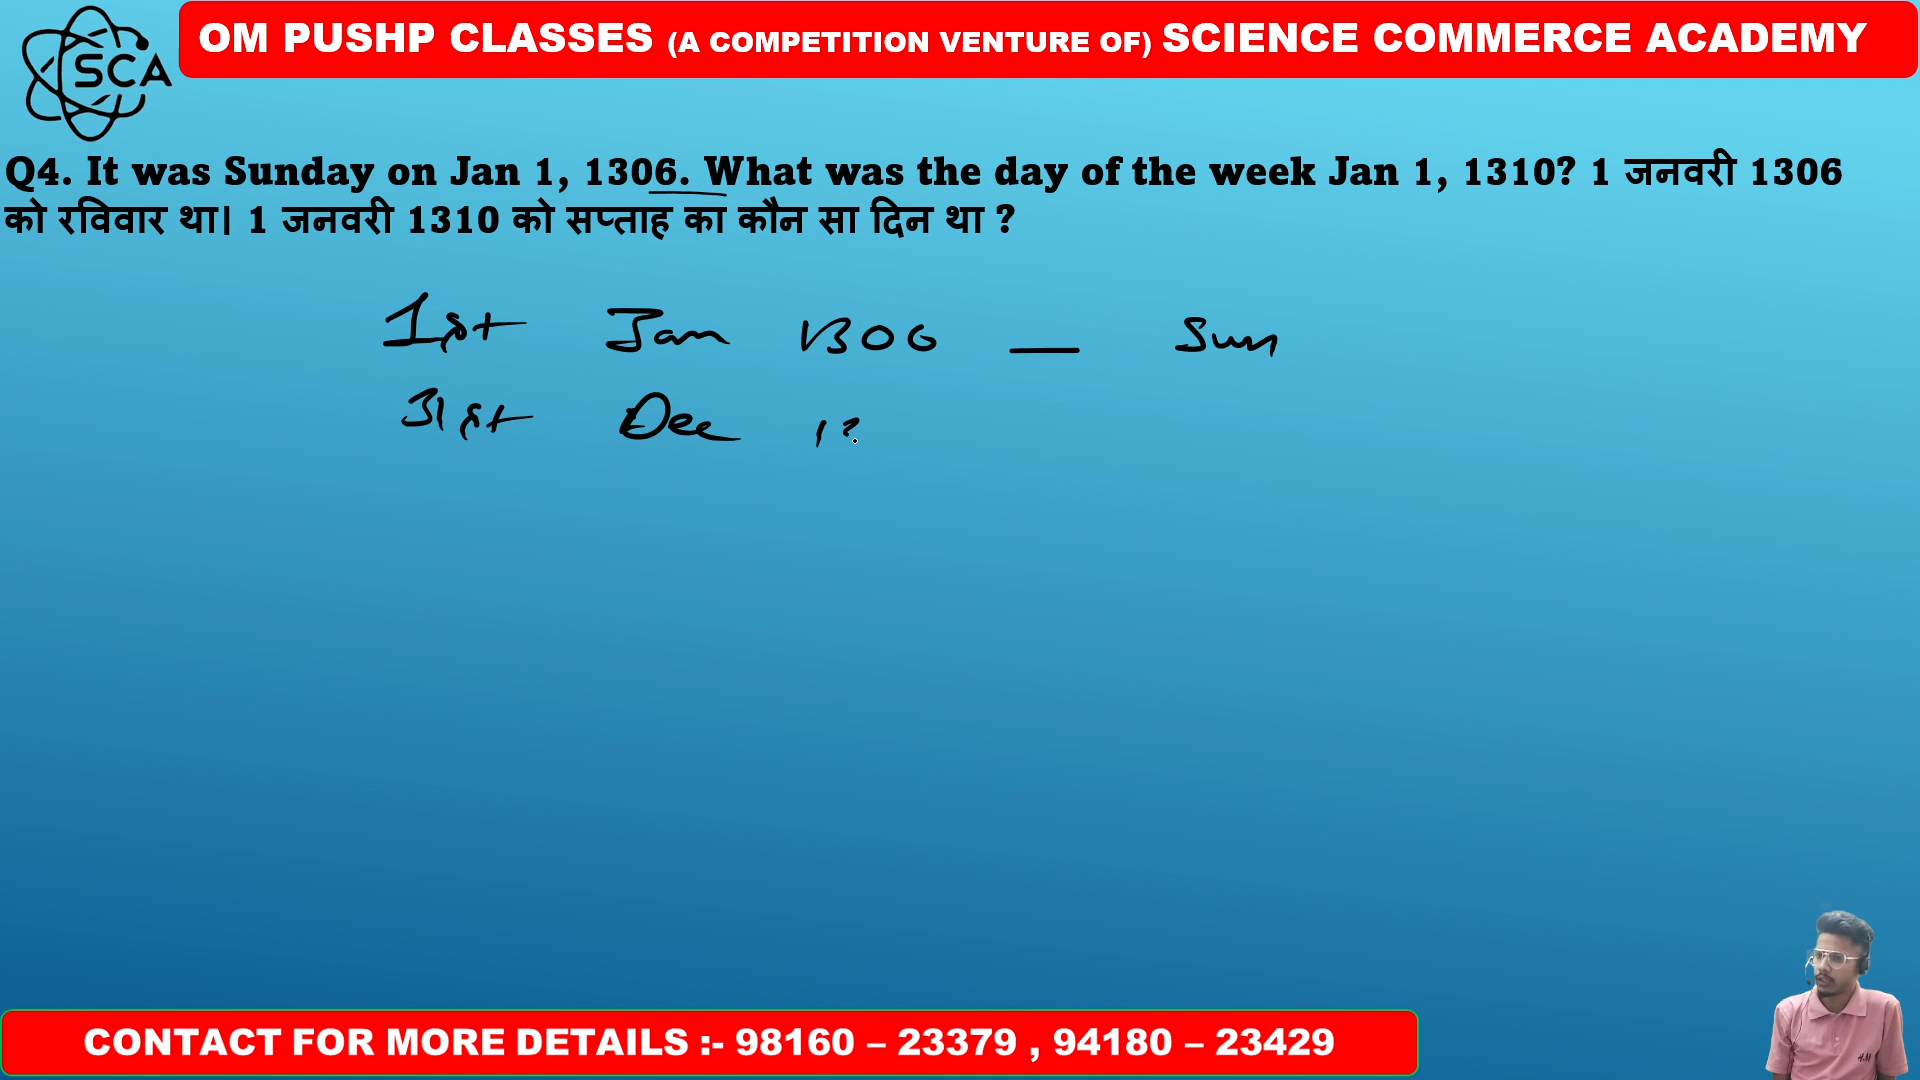 OM PUSHP CLASSES (A COMPETITION VENTURE OF) SCIENCE COMMERCE ACADEMY
SCA
Q4. It was Sunday on Jan 1, 1306. What was the day of the week Jan 1, 1310? 1 जनवरी 1306
को रविवार था| 1 जनवरी 1310 को सप्ताह का कौन सा दिन था ?
1st Jan 1306 — Sun
31st Dec 13
A.M
CONTACT FOR MORE DETAILS :- 98160 – 23379 , 94180 – 23429